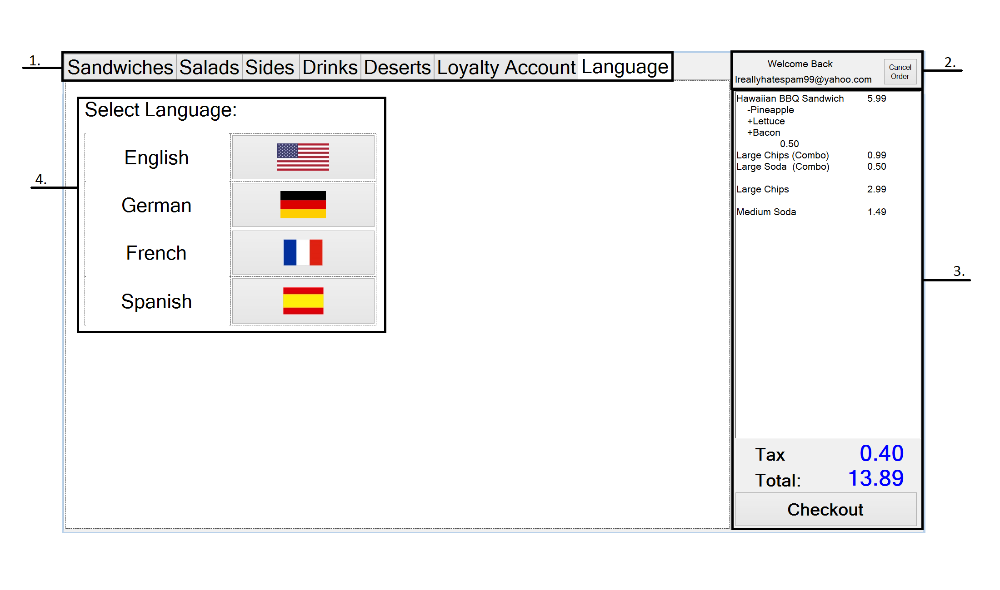 1.
Sandwiches Salads Sides Drinks Deserts Loyalty Account Language
2.
Welcome Back
Ireallyhatespam99@yahoo.com
Cancel
Order
Select Language:
English
German
French
Spanish
4.
Hawaiian BBQ Sandwich 5.99
-Pineapple
+Lettuce
+Bacon
0.50
Large Chips (Combo) 0.99
Large Soda (Combo) 0.50
Large Chips 2.99
Medium Soda 1.49
3.
Tax 0.40
Total: 13.89
Checkout